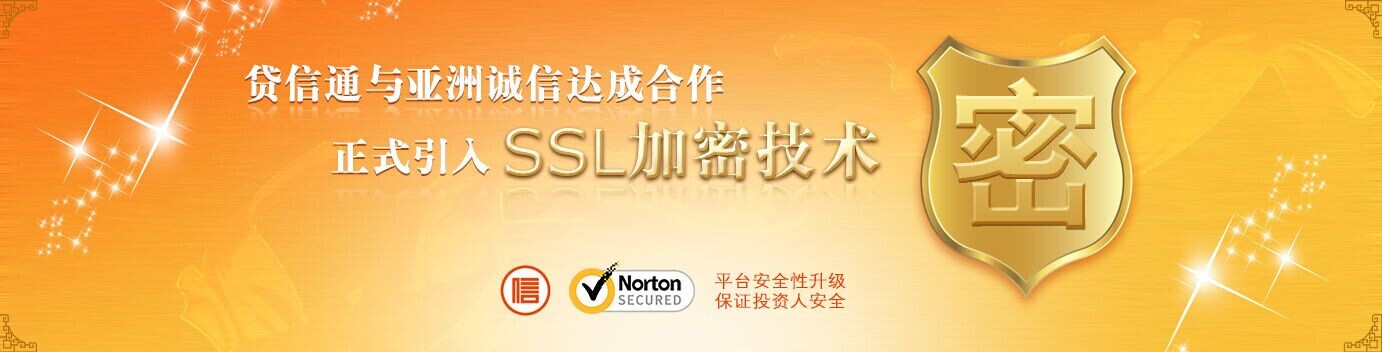 贷信通与亚洲诚信达成合作
正式引入 SSL加密技术
密
信
Norton
SECURED
平台安全性升级
保证投资人安全